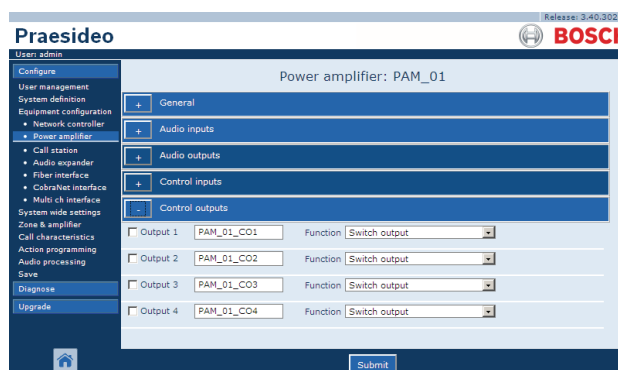 Release: 3.40.302
Praesideo
BOSCH
User: admin
Configure
User management
System definition
Equipment configuration
• Network controller
• Power amplifier
• Call station
• Audio expander
• Fiber interface
• CobraNet interface
• Multi ch interface
System wide settings
Zone & amplifier
Call characteristics
Action programming
Audio processing
Save
Diagnose
Upgrade
Power amplifier: PAM_01
+ General
+ Audio inputs
+ Audio outputs
+ Control inputs
- Control outputs
Output 1 PAM_01_CO1 Function Switch output
Output 2 PAM_01_CO2 Function Switch output
Output 3 PAM_01_CO3 Function Switch output
Output 4 PAM_01_CO4 Function Switch output
Submit